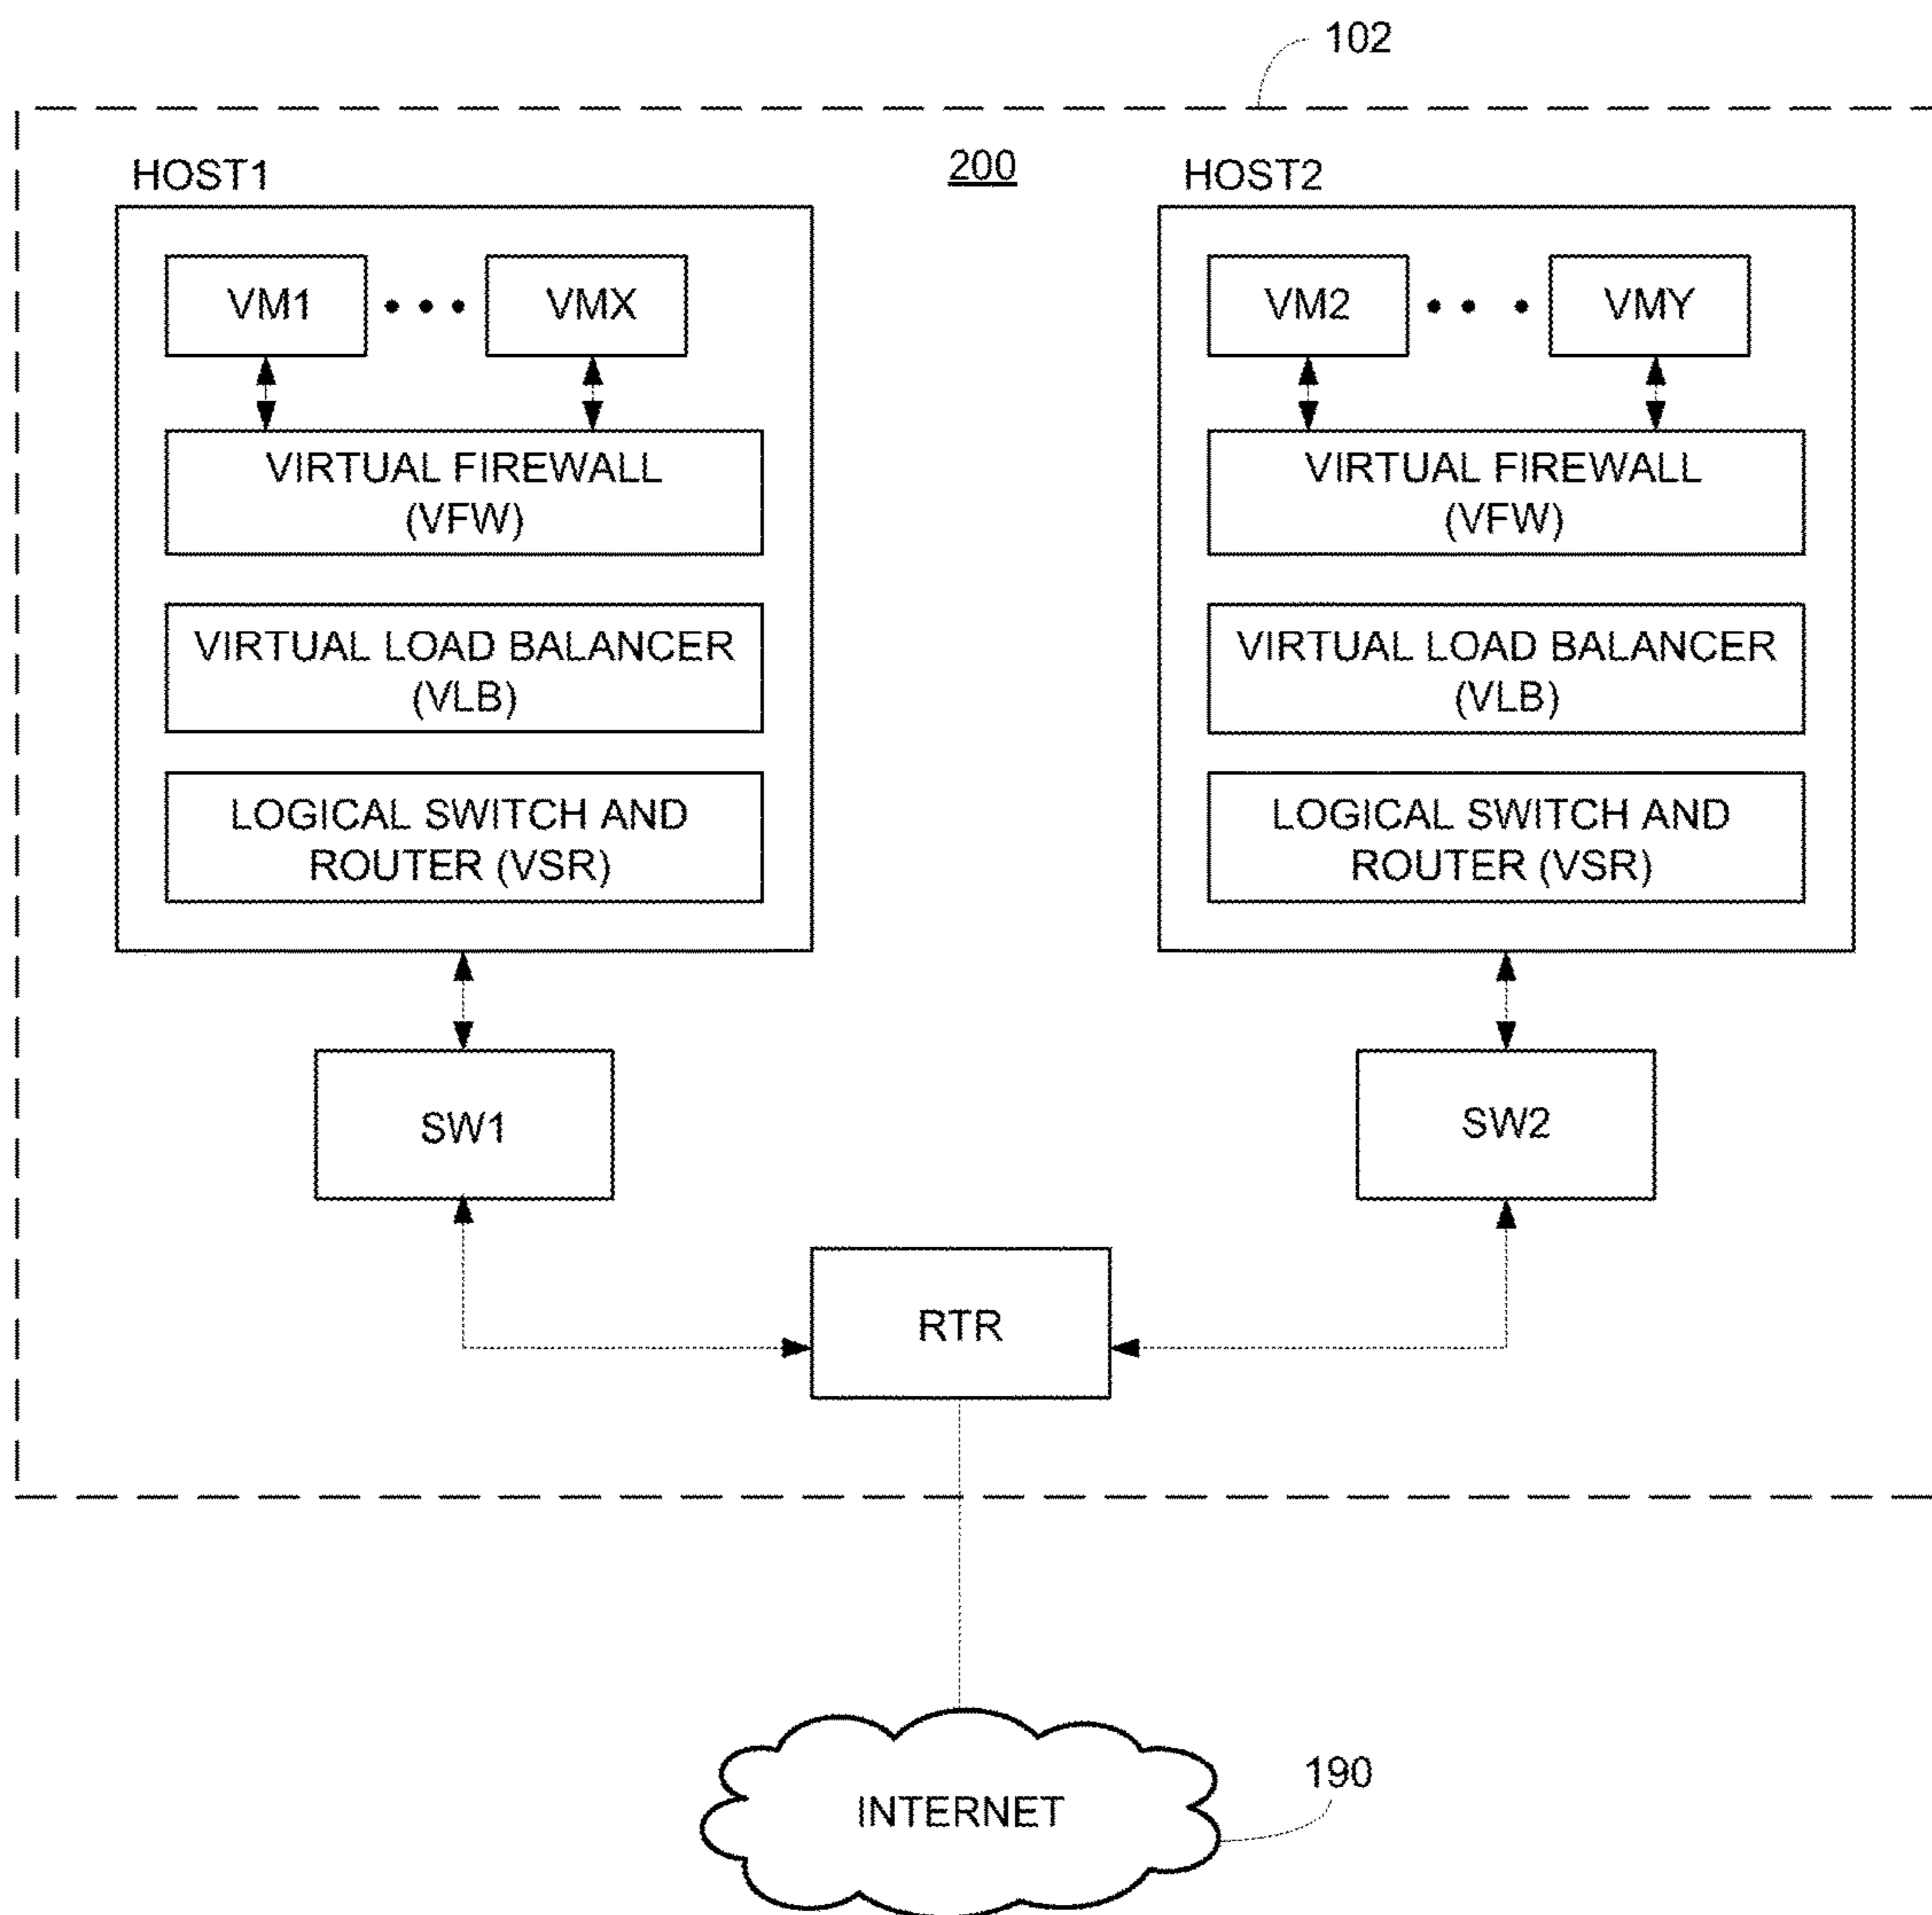 102
200
HOST1
HOST2
VM1
VMX
VM2
VMY
VIRTUAL FIREWALL
(VFW)
VIRTUAL FIREWALL
(VFW)
VIRTUAL LOAD BALANCER
(VLB)
VIRTUAL LOAD BALANCER
(VLB)
LOGICAL SWITCH AND
ROUTER (VSR)
LOGICAL SWITCH AND
ROUTER (VSR)
SW1
SW2
RTR
190
INTERNET